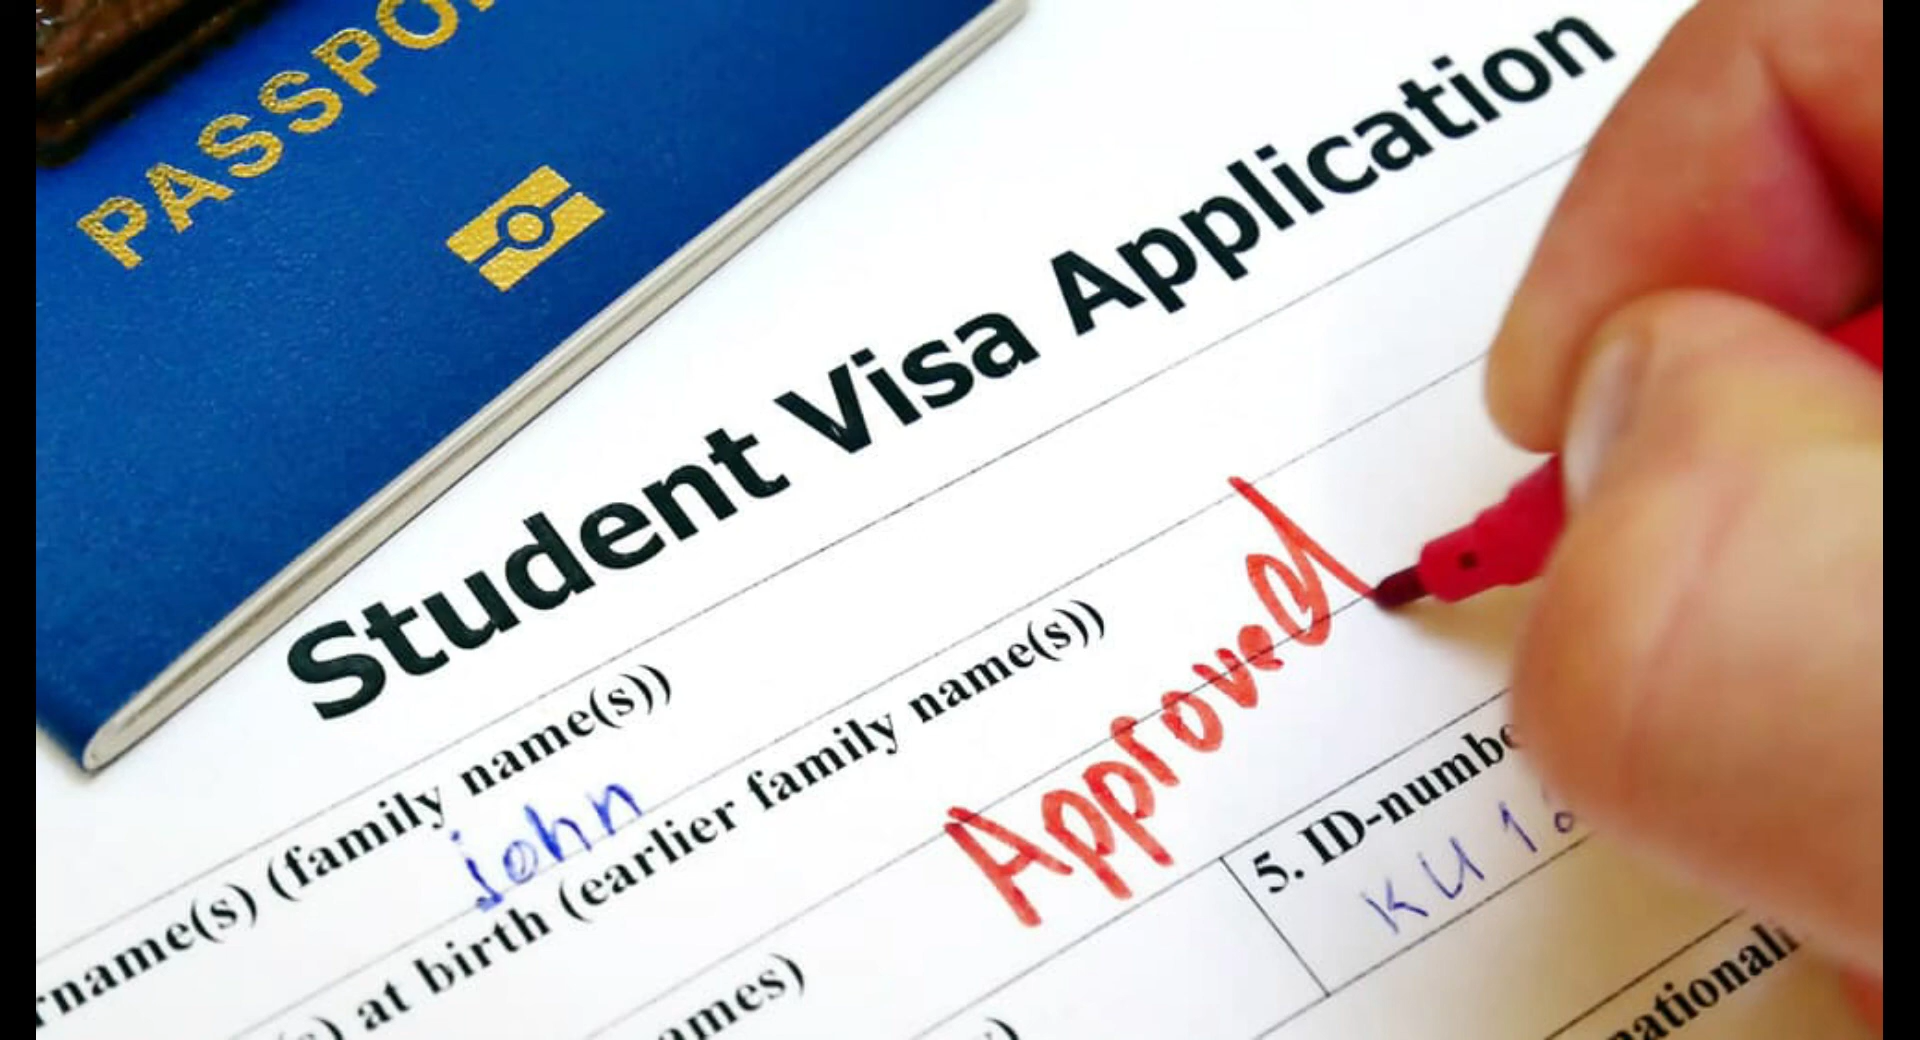 PASSPO
Student Visa Application
rname(s) (family name(s))
john
) at birth (earlier family name(s))
Approved
ames)
5. ID-numbe
KU 1
nationali